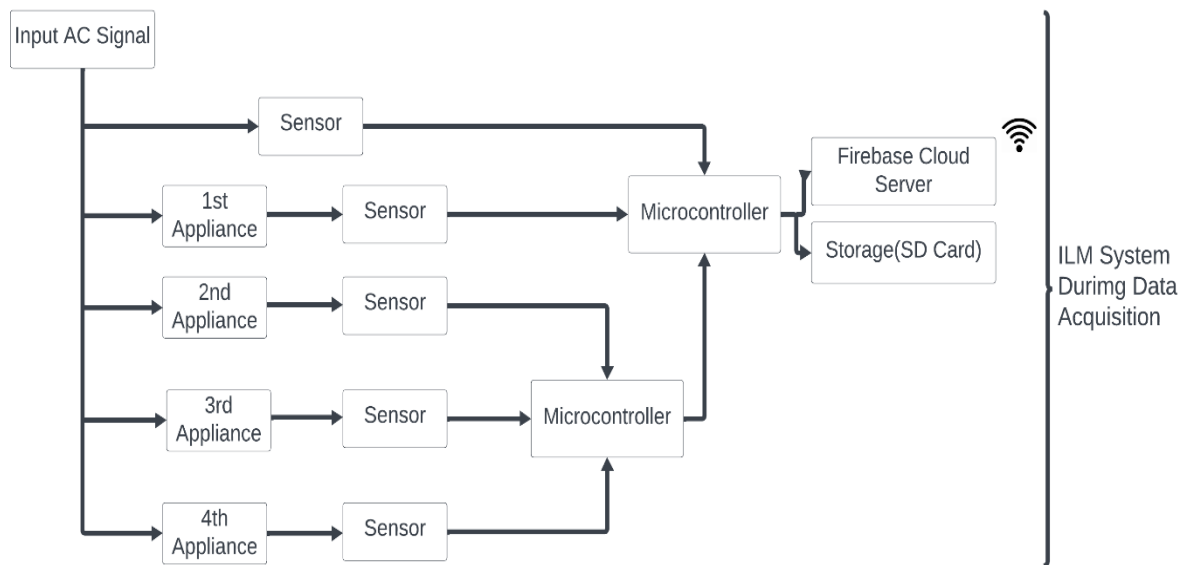 Input AC Signal
Sensor
1st
Appliance
Sensor
Microcontroller
Firebase Cloud
Server
Storage(SD Card)
2nd
Appliance
Sensor
3rd
Appliance
Sensor
Microcontroller
4th
Appliance
Sensor
ILM System
Durimg Data
Acquisition